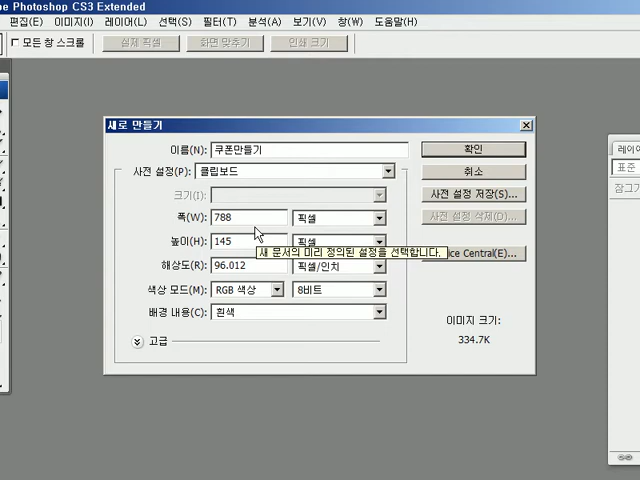 be Photoshop CS3 Extended
편집(E) 이미지(I) 레이어(L) 선택(S) 필터(T) 분석(A) 보기(V) 창(W) 도움말(H)
모든 창 스크롤 실제 픽셀 화면 맞추기 인쇄 크기
새로 만들기
이름(N): 쿠폰만들기 확인
사전 설정(P): 클립보드 취소
크기(I): 사전 설정 저장(S)...
폭(W): 788 픽셀 사전 설정 삭제(D)...
높이(H): 145 픽셀
새 문서의 미리 정의된 설정을 선택합니다. ice Central(E)...
해상도(R): 96.012 픽셀/인치
색상 모드(M): RGB 색상 8비트
배경 내용(C): 흰색
이미지 크기:
334.7K
고급
레이어
표준
잠그기